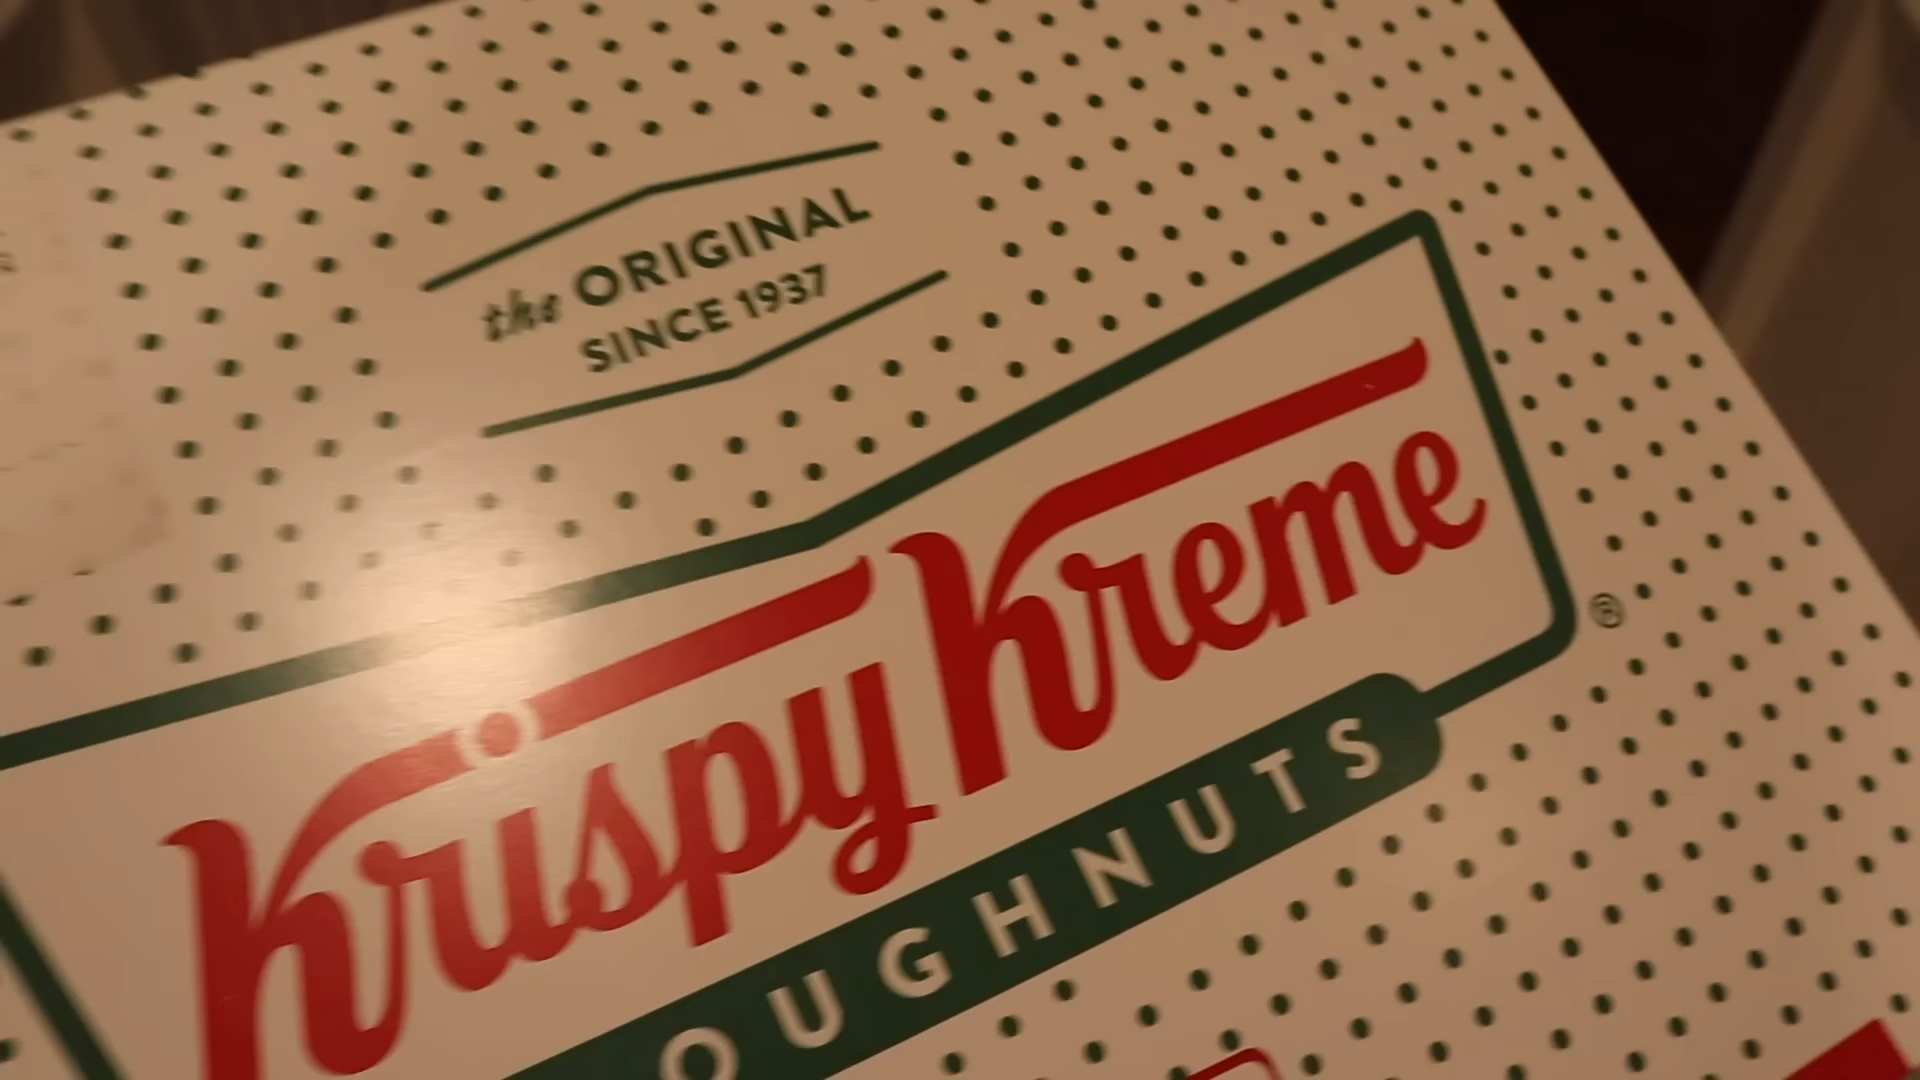 the ORIGINAL
SINCE 1937
Krispy Kreme
®
OUGHNUTS